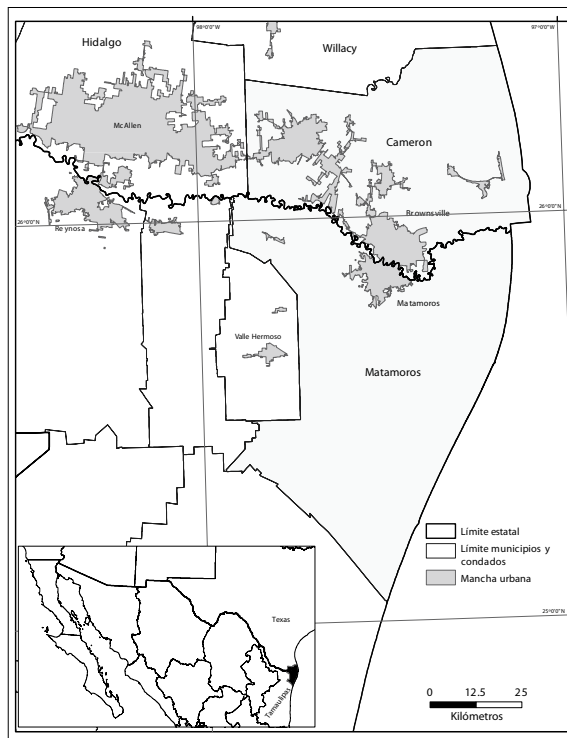 98°0'0"W
97°0'0"W
Hidalgo
Willacy
McAllen
Cameron
26°0'0"N
Brownsville
26°0'0"N
Reynosa
Matamoros
Valle Hermoso
Matamoros
Límite estatal
Límite municipios y
condados
Mancha urbana
25°0'0"N
Texas
Tamaulipas
0 12.5 25
Kilómetros